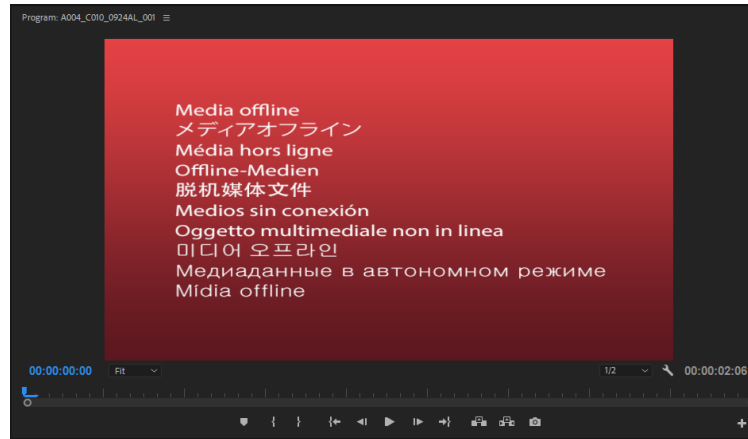 Program: A004_C010_0924AL_001
Media offline
メディアオフライン
Média hors ligne
Offline-Medien
脱机媒体文件
Medios sin conexión
Oggetto multimediale non in linea
미디어 오프라인
Медиаданные в автономном режиме
Mídia offline
00:00:00:00 Fit 1/2 00:00:02:06